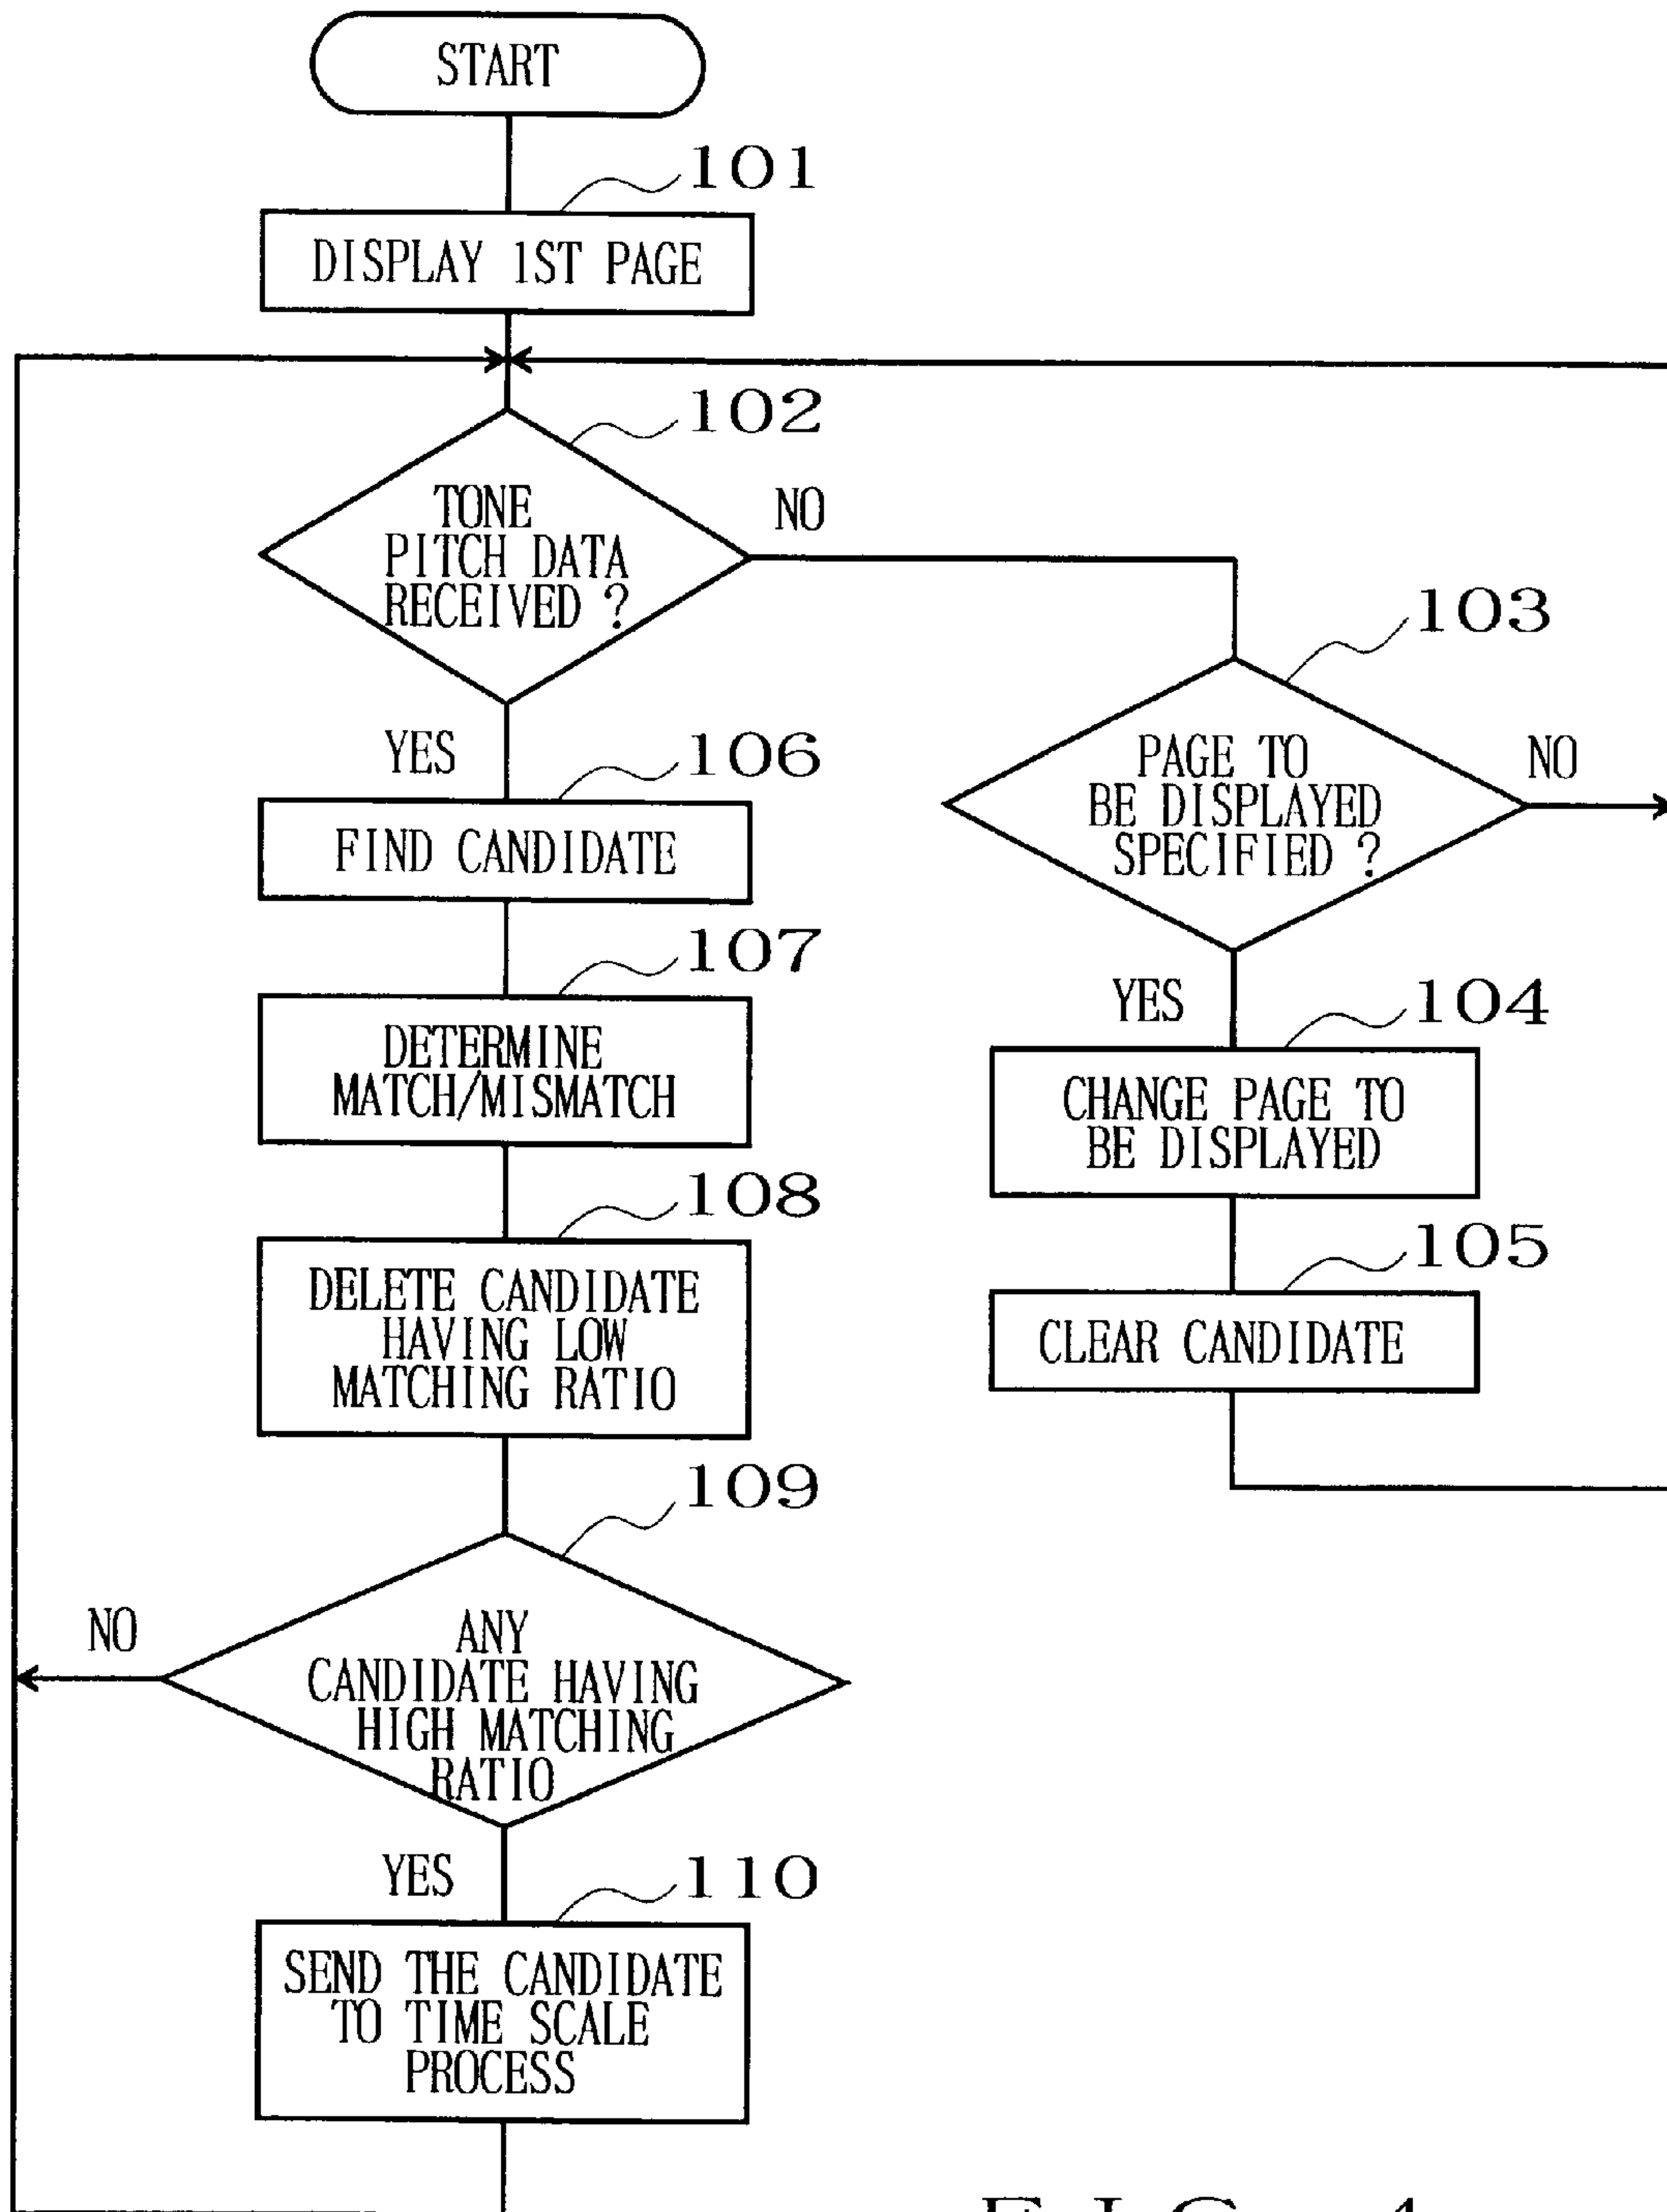 START
101
DISPLAY 1ST PAGE
102
TONE
PITCH DATA
RECEIVED ?
NO
103
PAGE TO
BE DISPLAYED
SPECIFIED ?
NO
YES
104
CHANGE PAGE TO
BE DISPLAYED
105
CLEAR CANDIDATE
YES
106
FIND CANDIDATE
107
DETERMINE
MATCH/MISMATCH
108
DELETE CANDIDATE
HAVING LOW
MATCHING RATIO
109
ANY
CANDIDATE HAVING
HIGH MATCHING
RATIO
NO
YES
110
SEND THE CANDIDATE
TO TIME SCALE
PROCESS